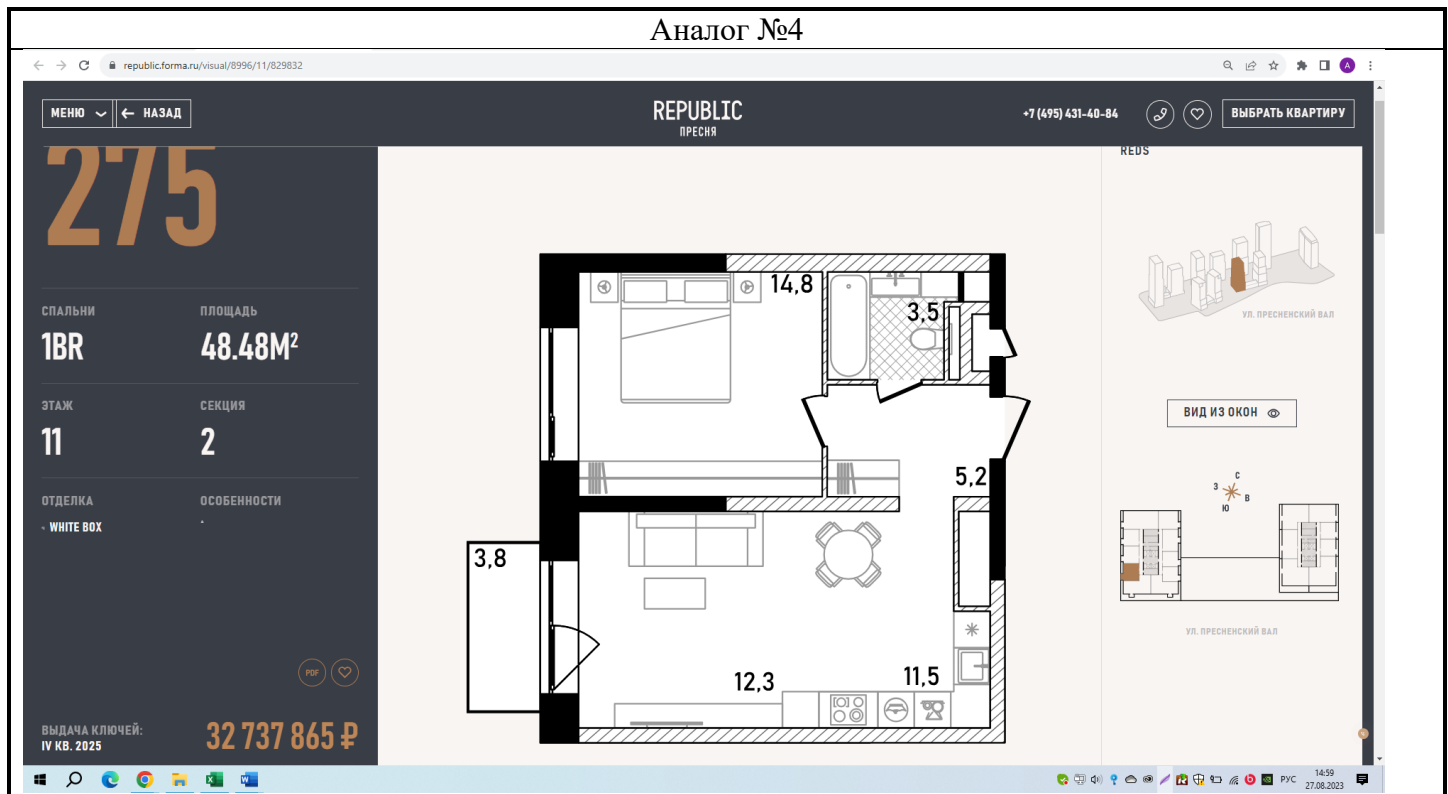 Аналог №4
republic.forma.ru/visual/8996/11/829832
МЕНЮ
НАЗАД
REPUBLIC
ПРЕСНЯ
+7 (495) 431-40-84
ВЫБРАТЬ КВАРТИРУ
275
REDS
СПАЛЬНИ
ПЛОЩАДЬ
1BR
48.48М²
ЭТАЖ
СЕКЦИЯ
11
2
ОТДЕЛКА
ОСОБЕННОСТИ
WHITE BOX
PDF
ВЫДАЧА КЛЮЧЕЙ:
IV КВ. 2025
32 737 865 ₽
14,8
3,5
5,2
3,8
12,3
11,5
УЛ. ПРЕСНЕНСКИЙ ВАЛ
ВИД ИЗ ОКОН
С
З
В
Ю
УЛ. ПРЕСНЕНСКИЙ ВАЛ
РУС
14:59
27.08.2023